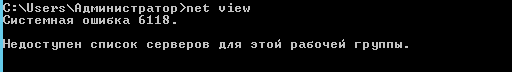 C:\Users\Администратор>net view
Системная ошибка 6118.
Недоступен список серверов для этой рабочей группы.